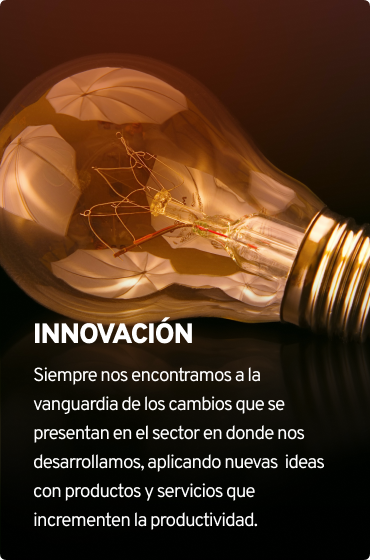 INNOVACIÓN
Siempre nos encontramos a la
vanguardia de los cambios que se
presentan en el sector en donde nos
desarrollamos, aplicando nuevas  ideas
con productos y servicios que
incrementen la productividad.